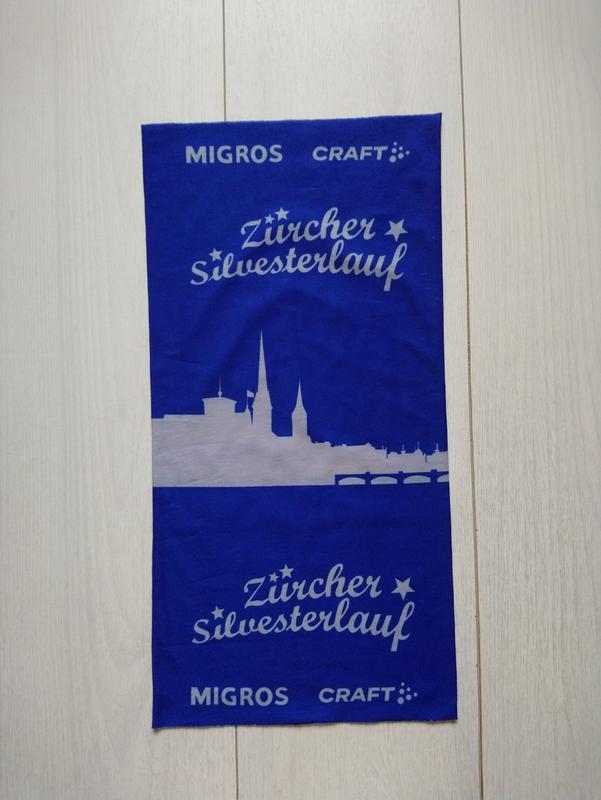 MIGROS CRAFT
Zürcher
Silvesterlauf
Zürcher
Silvesterlauf
MIGROS CRAFT